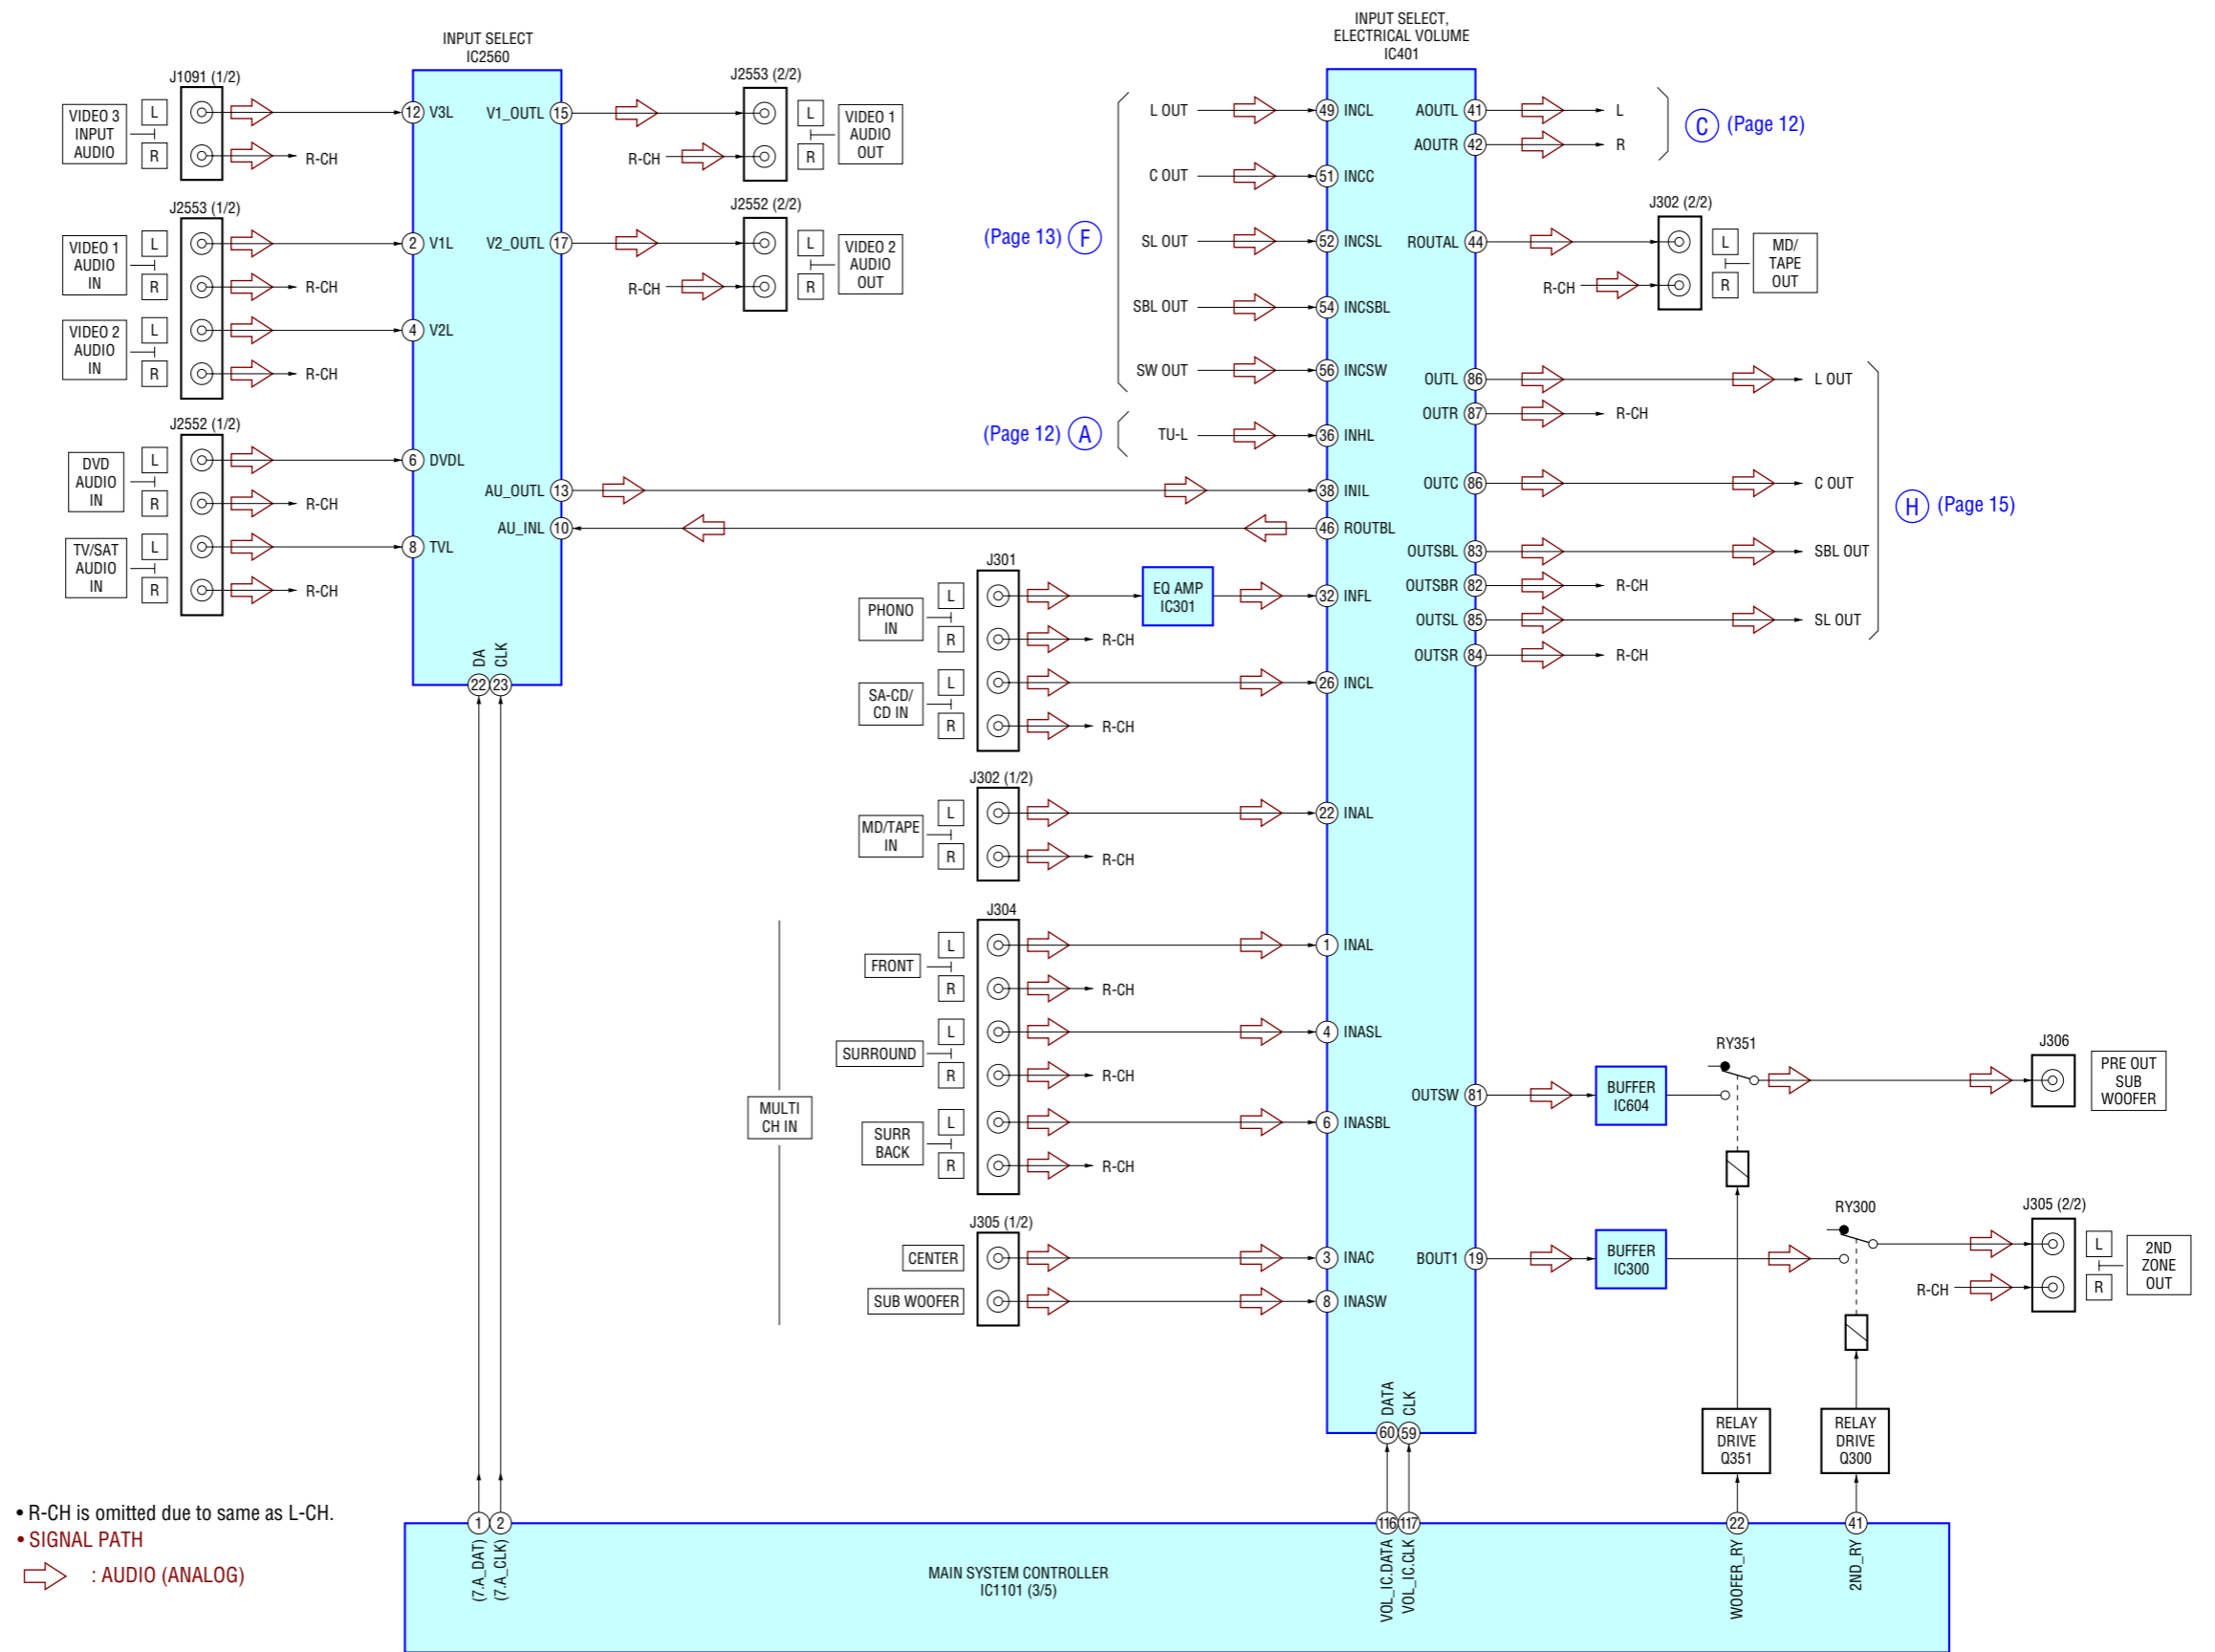 INPUT SELECT
IC2560
J1091 (1/2)
VIDEO 3
INPUT
AUDIO
L
R
R-CH
12 V3L
V1_OUTL 15
J2553 (2/2)
R-CH
L
R
VIDEO 1
AUDIO
OUT
J2553 (1/2)
VIDEO 1
AUDIO
IN
L
R
R-CH
2 V1L
V2_OUTL 17
J2552 (2/2)
R-CH
L
R
VIDEO 2
AUDIO
OUT
VIDEO 2
AUDIO
IN
L
R
R-CH
4 V2L
J2552 (1/2)
DVD
AUDIO
IN
L
R
R-CH
6 DVDL
AU_OUTL 13
AU_INL 10
TV/SAT
AUDIO
IN
L
R
R-CH
8 TVL
DA
CLK
22 23
INPUT SELECT,
ELECTRICAL VOLUME
IC401
(Page 13) F
L OUT
49 INCL
C OUT
51 INCC
SL OUT
52 INCSL
SBL OUT
54 INCSBL
SW OUT
56 INCSW
(Page 12) A
TU-L
36 INHL
38 INIL
46 ROUTBL
AOUTL 41
L
AOUTR 42
R
C (Page 12)
J302 (2/2)
ROUTAL 44
R-CH
L
R
MD/
TAPE
OUT
OUTL 86
L OUT
OUTR 87
R-CH
OUTC 86
C OUT
H (Page 15)
OUTSBL 83
SBL OUT
OUTSBR 82
R-CH
OUTSL 85
SL OUT
OUTSR 84
R-CH
J301
PHONO
IN
L
R
R-CH
EQ AMP
IC301
32 INFL
SA-CD/
CD IN
L
R
R-CH
26 INCL
J302 (1/2)
MD/TAPE
IN
L
R
R-CH
22 INAL
MULTI
CH IN
J304
FRONT
L
R
R-CH
1 INAL
SURROUND
L
R
R-CH
4 INASL
SURR
BACK
L
R
R-CH
6 INASBL
J305 (1/2)
CENTER
3 INAC
SUB WOOFER
8 INASW
OUTSW 81
BUFFER
IC604
RY351
J306
PRE OUT
SUB
WOOFER
BOUT1 19
BUFFER
IC300
RY300
J305 (2/2)
R-CH
L
R
2ND
ZONE
OUT
DATA
CLK
60 59
RELAY
DRIVE
Q351
RELAY
DRIVE
Q300
• R-CH is omitted due to same as L-CH.
• SIGNAL PATH
: AUDIO (ANALOG)
1 2
(7.A_DAT)
(7.A_CLK)
MAIN SYSTEM CONTROLLER
IC1101 (3/5)
116 117
VOL_IC.DATA
VOL_IC.CLK
22
WOOFER_RY
41
2ND_RY